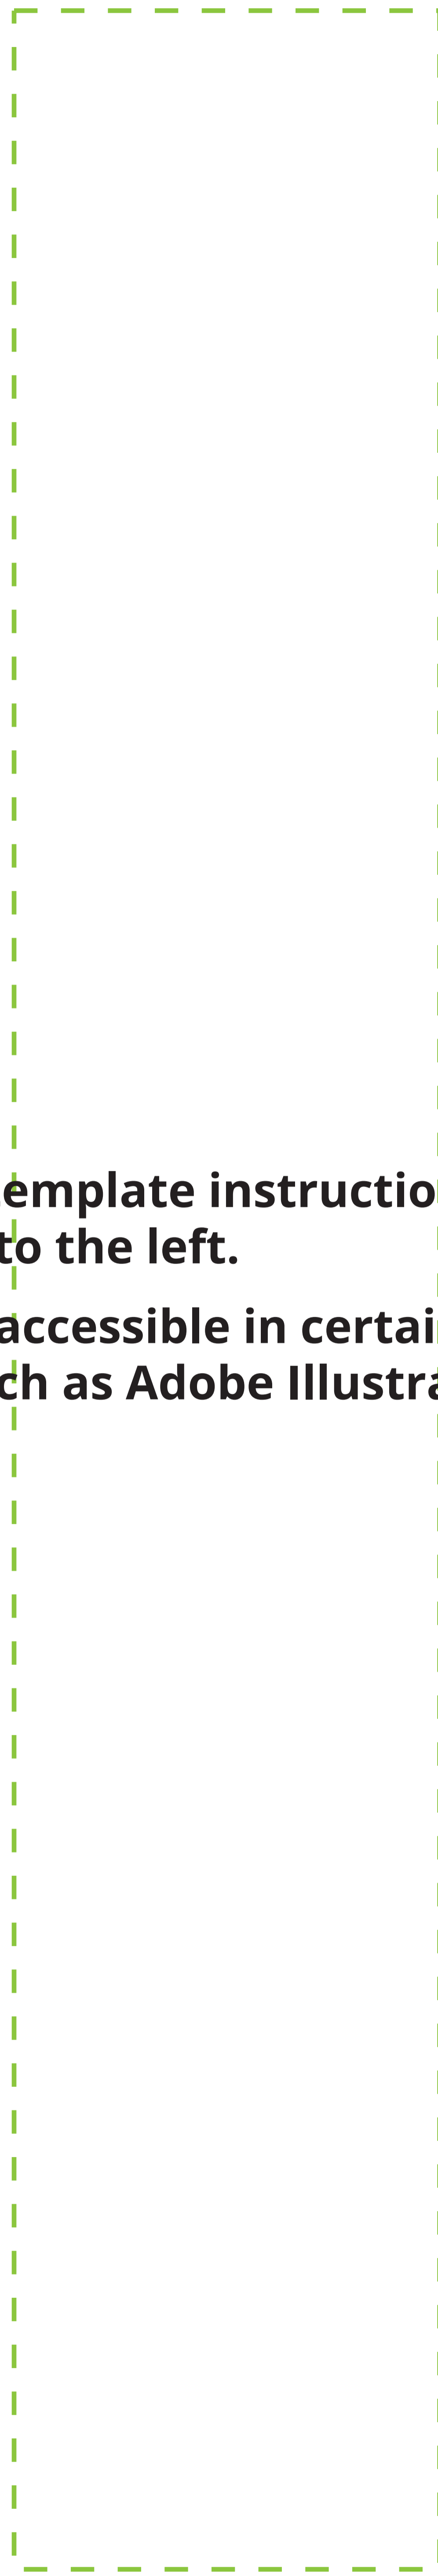 emplate instructio
to the left.
accessible in certai
ch as Adobe Illustra